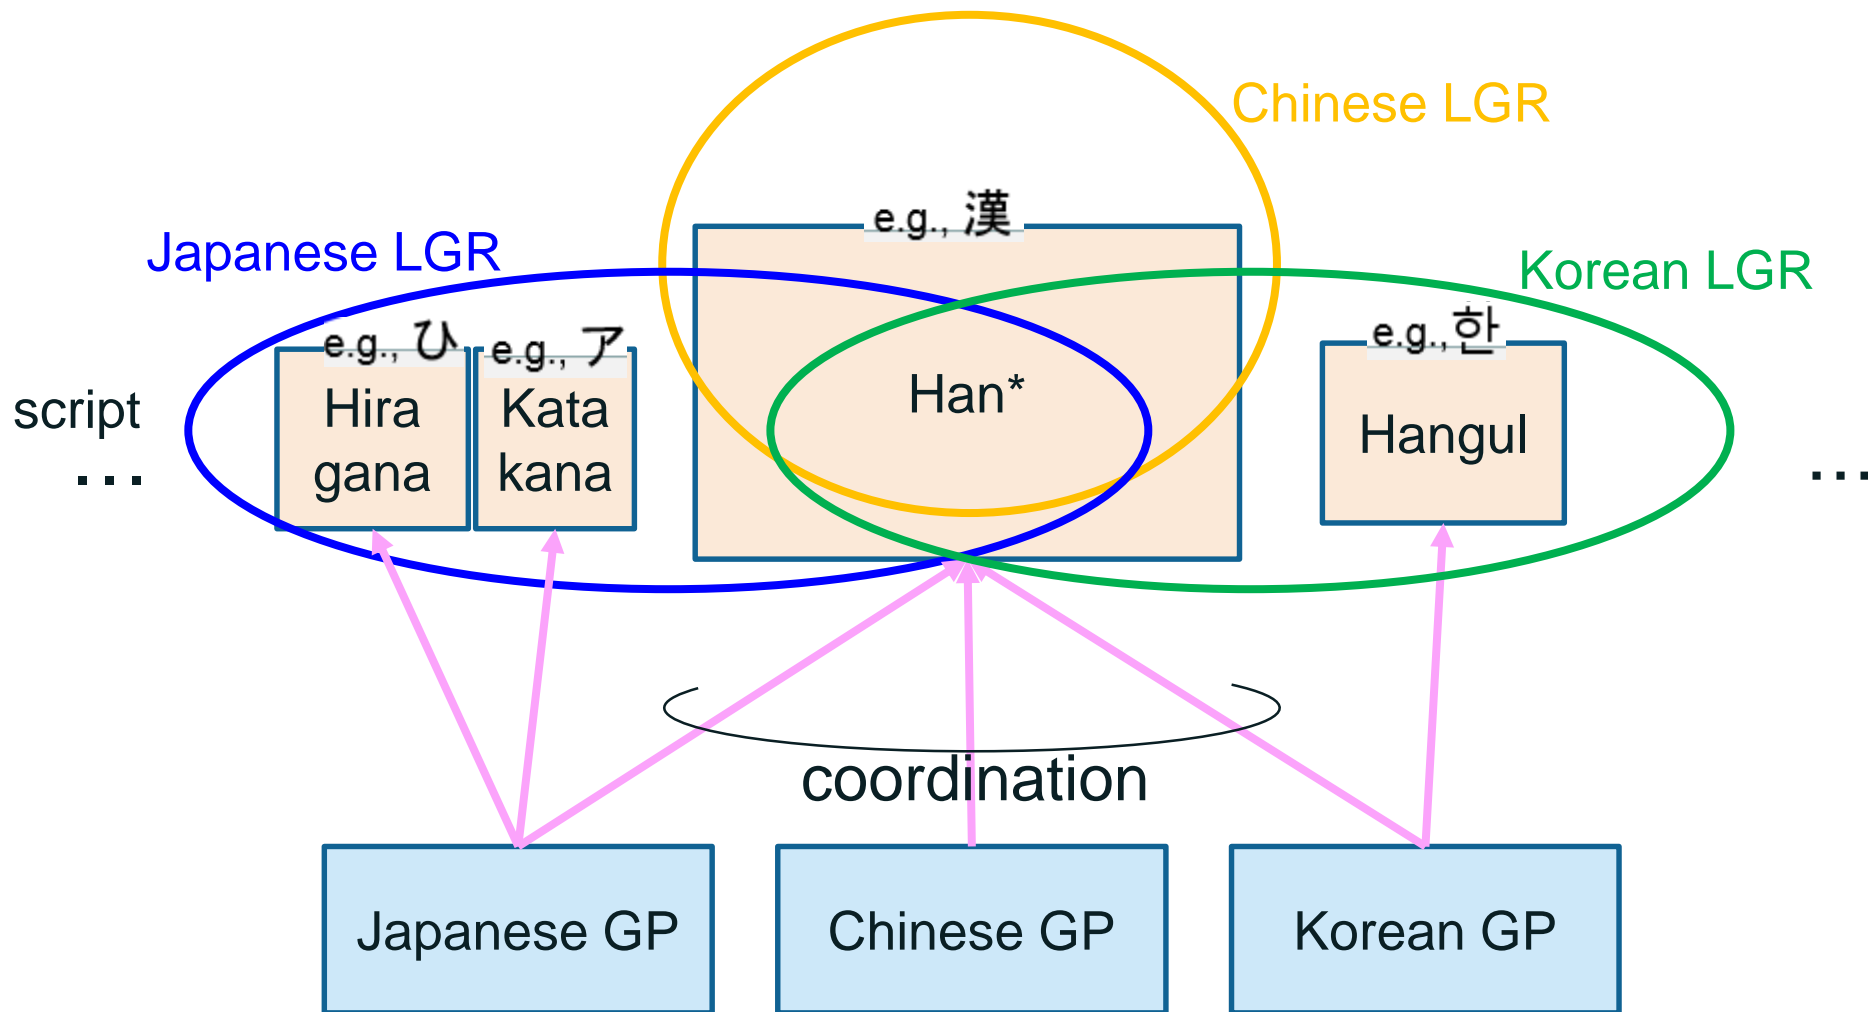 Chinese LGR
e.g., 漢
Japanese LGR
Korean LGR
e.g., ひ
e.g., ア
e.g., 한
script
...
Hira
gana
Kata
kana
Han*
Hangul
...
coordination
Japanese GP
Chinese GP
Korean GP